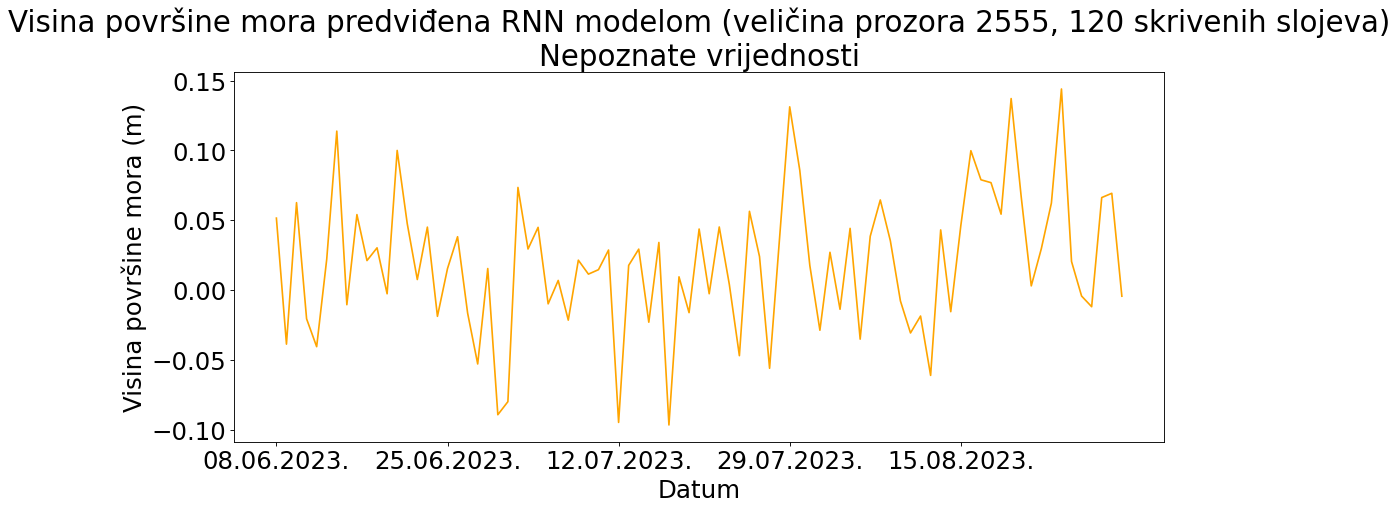 Visina površine mora predviđena RNN modelom (veličina prozora 2555, 120 skrivenih slojeva)
Nepoznate vrijednosti
Visina površine mora (m)
0.15
0.10
0.05
0.00
−0.05
−0.10
08.06.2023. 25.06.2023. 12.07.2023. 29.07.2023. 15.08.2023.
Datum